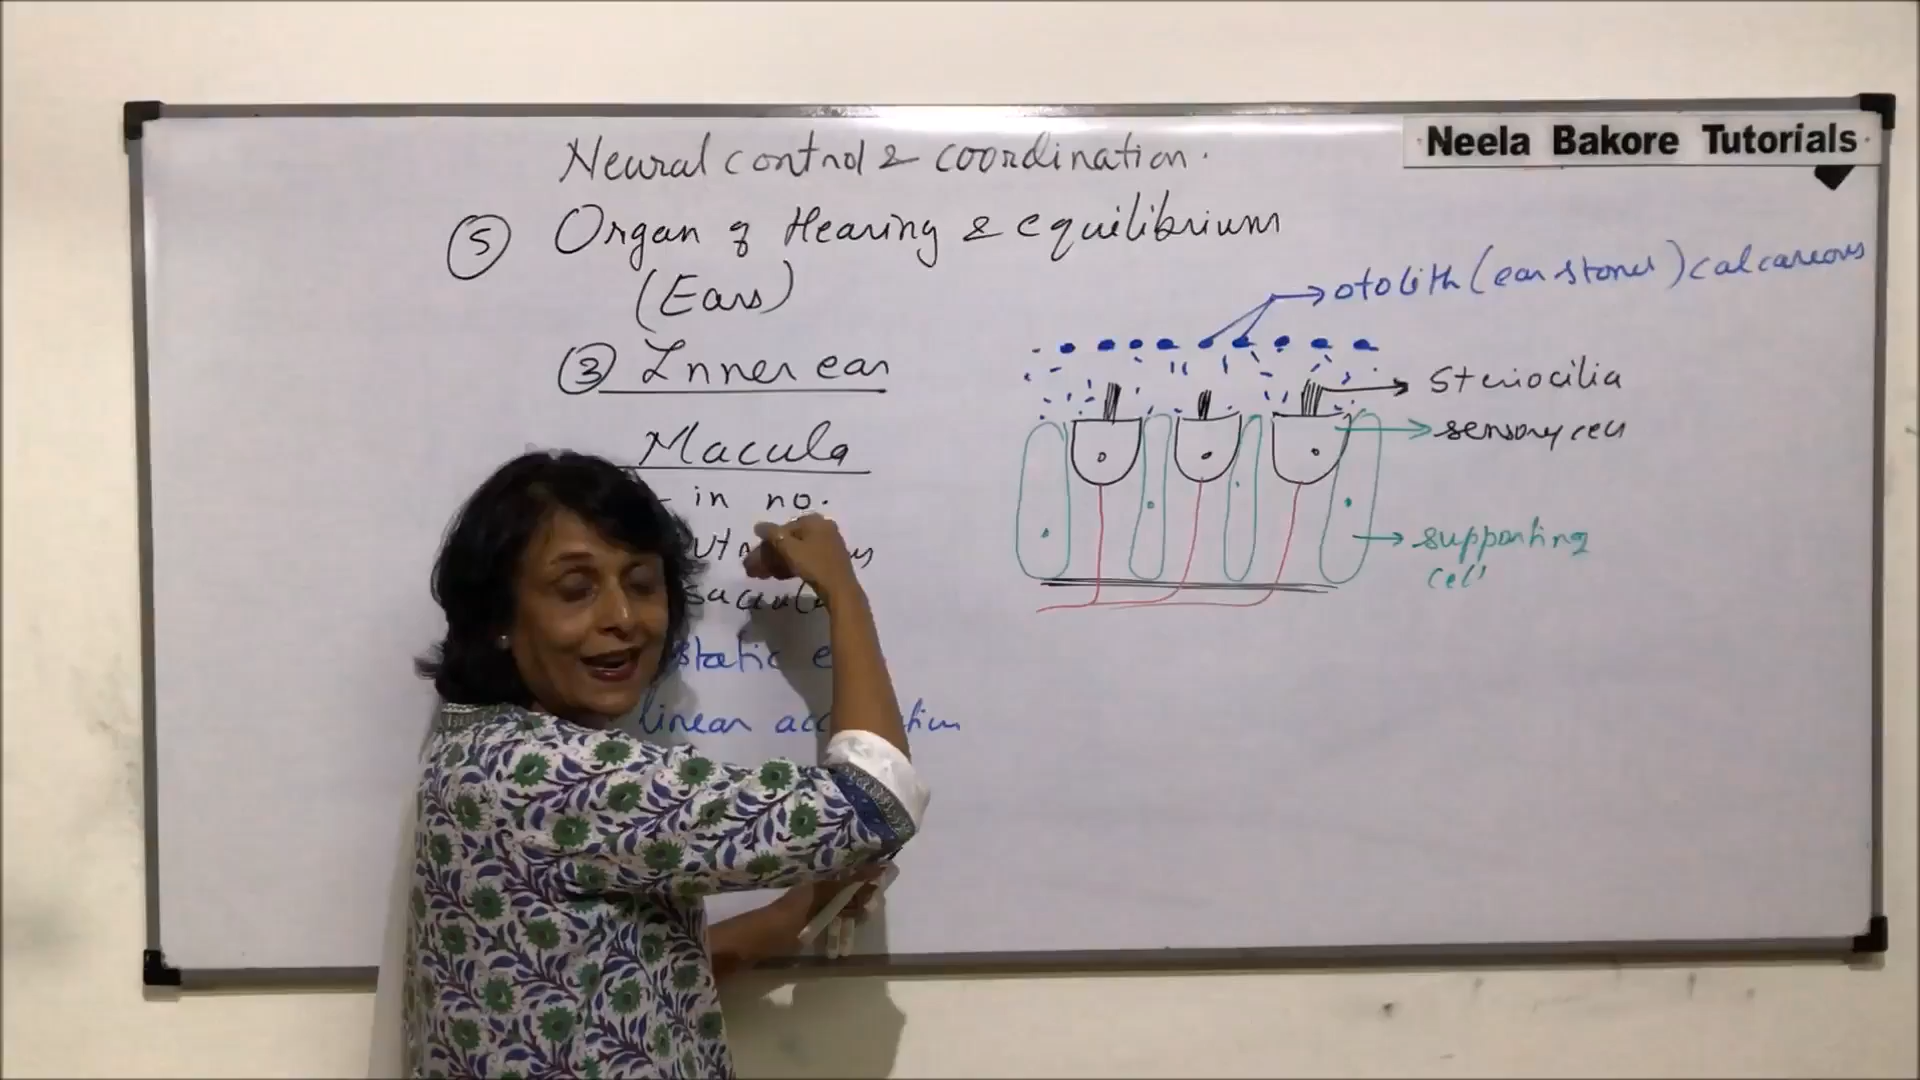 Neela Bakore Tutorials
Neural control & coordination.
⑤ Organ of Hearing & equilibrium
(Ears)
③ Inner ear
Macula
- in no.
static
linear
otolith (ear stones) calcareous
Steriocilia
sensory cell
supporting
cell